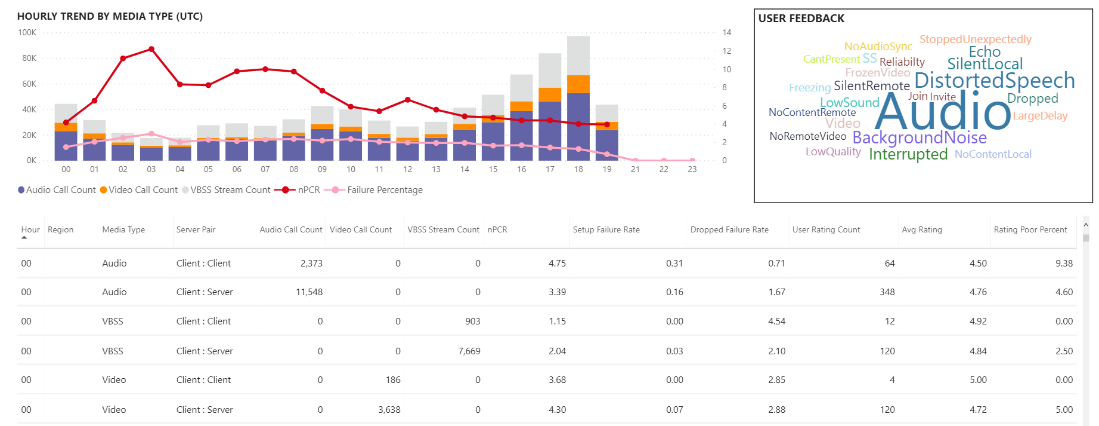 HOURLY TREND BY MEDIA TYPE (UTC)
100K
80K
60K
40K
20K
0K
14
12
10
8
6
4
2
0
00 01 02 03 04 05 06 07 08 09 10 11 12 13 14 15 16 17 18 19 20 21 22 23
Audio Call Count Video Call Count VBSS Stream Count nPCR Failure Percentage
USER FEEDBACK
StoppedUnexpectedly
NoAudioSync
Echo
CantPresent SS Reliabilty SilentLocal
FrozenVideo
DistortedSpeech
Freezing SilentRemote
Join Invite Dropped
LowSound
Audio
NoContentRemote
LargeDelay
Video
NoRemoteVideo BackgroundNoise
LowQuality Interrupted NoContentLocal
Hour Region Media Type Server Pair Audio Call Count Video Call Count VBSS Stream Count nPCR Setup Failure Rate Dropped Failure Rate User Rating Count Avg Rating Rating Poor Percent
00 Audio Client : Client 2,373 0 0 4.75 0.31 0.71 64 4.50 9.38
00 Audio Client : Server 11,548 0 0 3.39 0.16 1.67 348 4.76 4.60
00 VBSS Client : Client 0 0 903 1.15 0.00 4.54 12 4.92 0.00
00 VBSS Client : Server 0 0 7,669 2.04 0.03 2.10 120 4.84 2.50
00 Video Client : Client 0 186 0 3.68 0.00 2.85 4 5.00 0.00
00 Video Client : Server 0 3,638 0 4.30 0.07 2.88 120 4.72 5.00